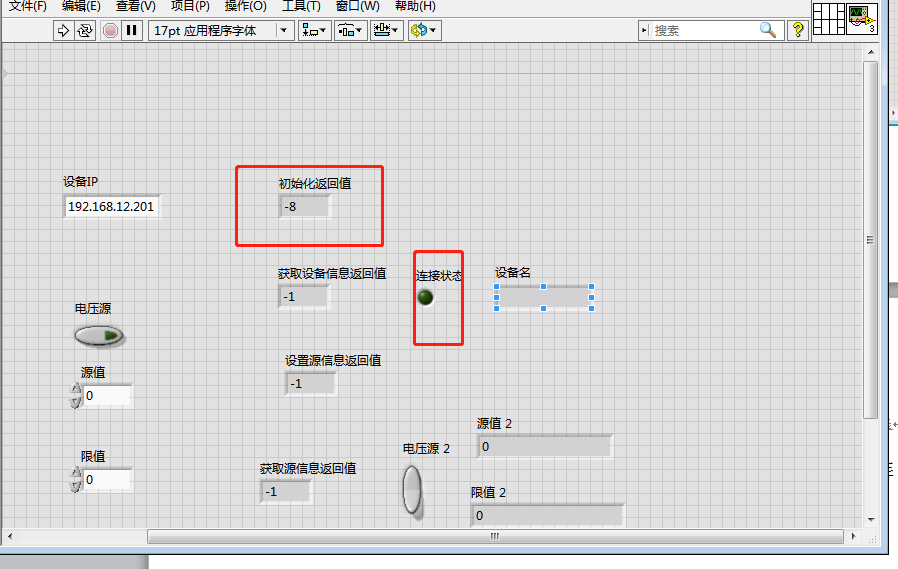 文件(F) 编辑(E) 查看(V) 项目(P) 操作(O) 工具(T) 窗口(W) 帮助(H)
17pt 应用程序字体 搜索 ? 3
设备IP
192.168.12.201
初始化返回值
-8
获取设备信息返回值
-1
连接状态
设备名
电压源
源值
0
设置源信息返回值
-1
限值
0
获取源信息返回值
-1
电压源 2
源值 2
0
限值 2
0